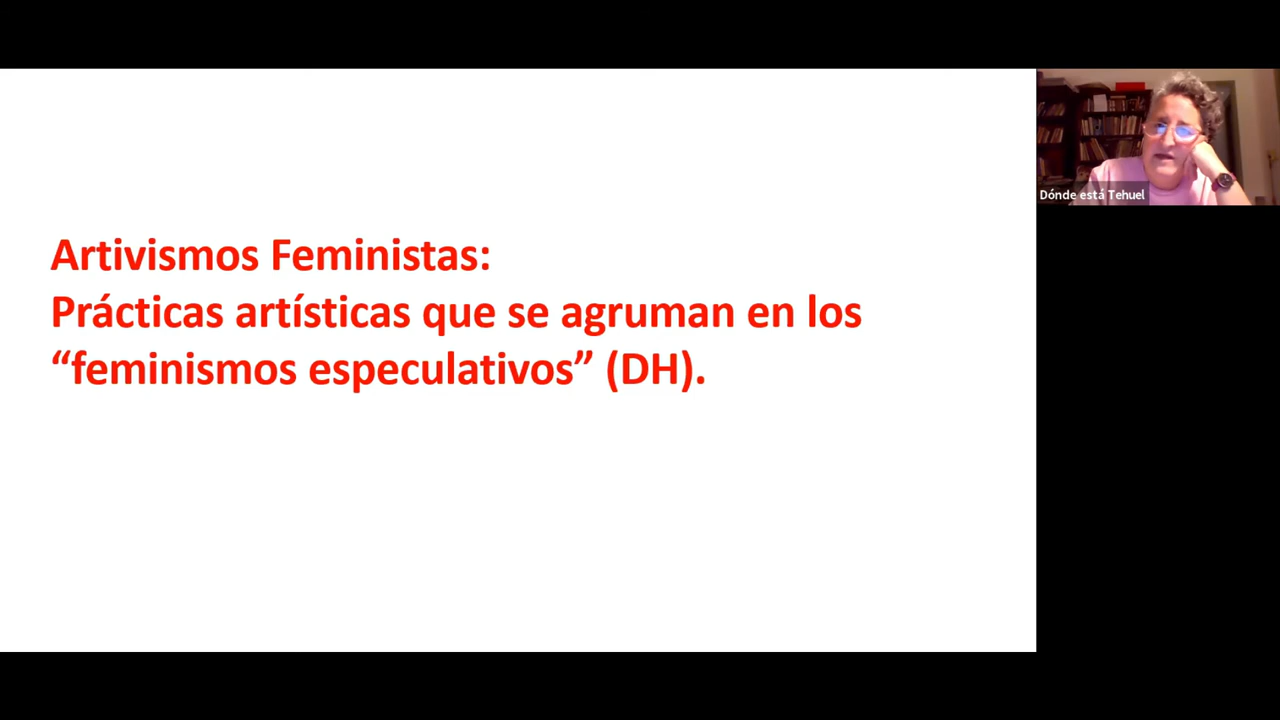 Artivismos Feministas:
Prácticas artísticas que se agruman en los
“feminismos especulativos” (DH).
Dónde está Tehuel